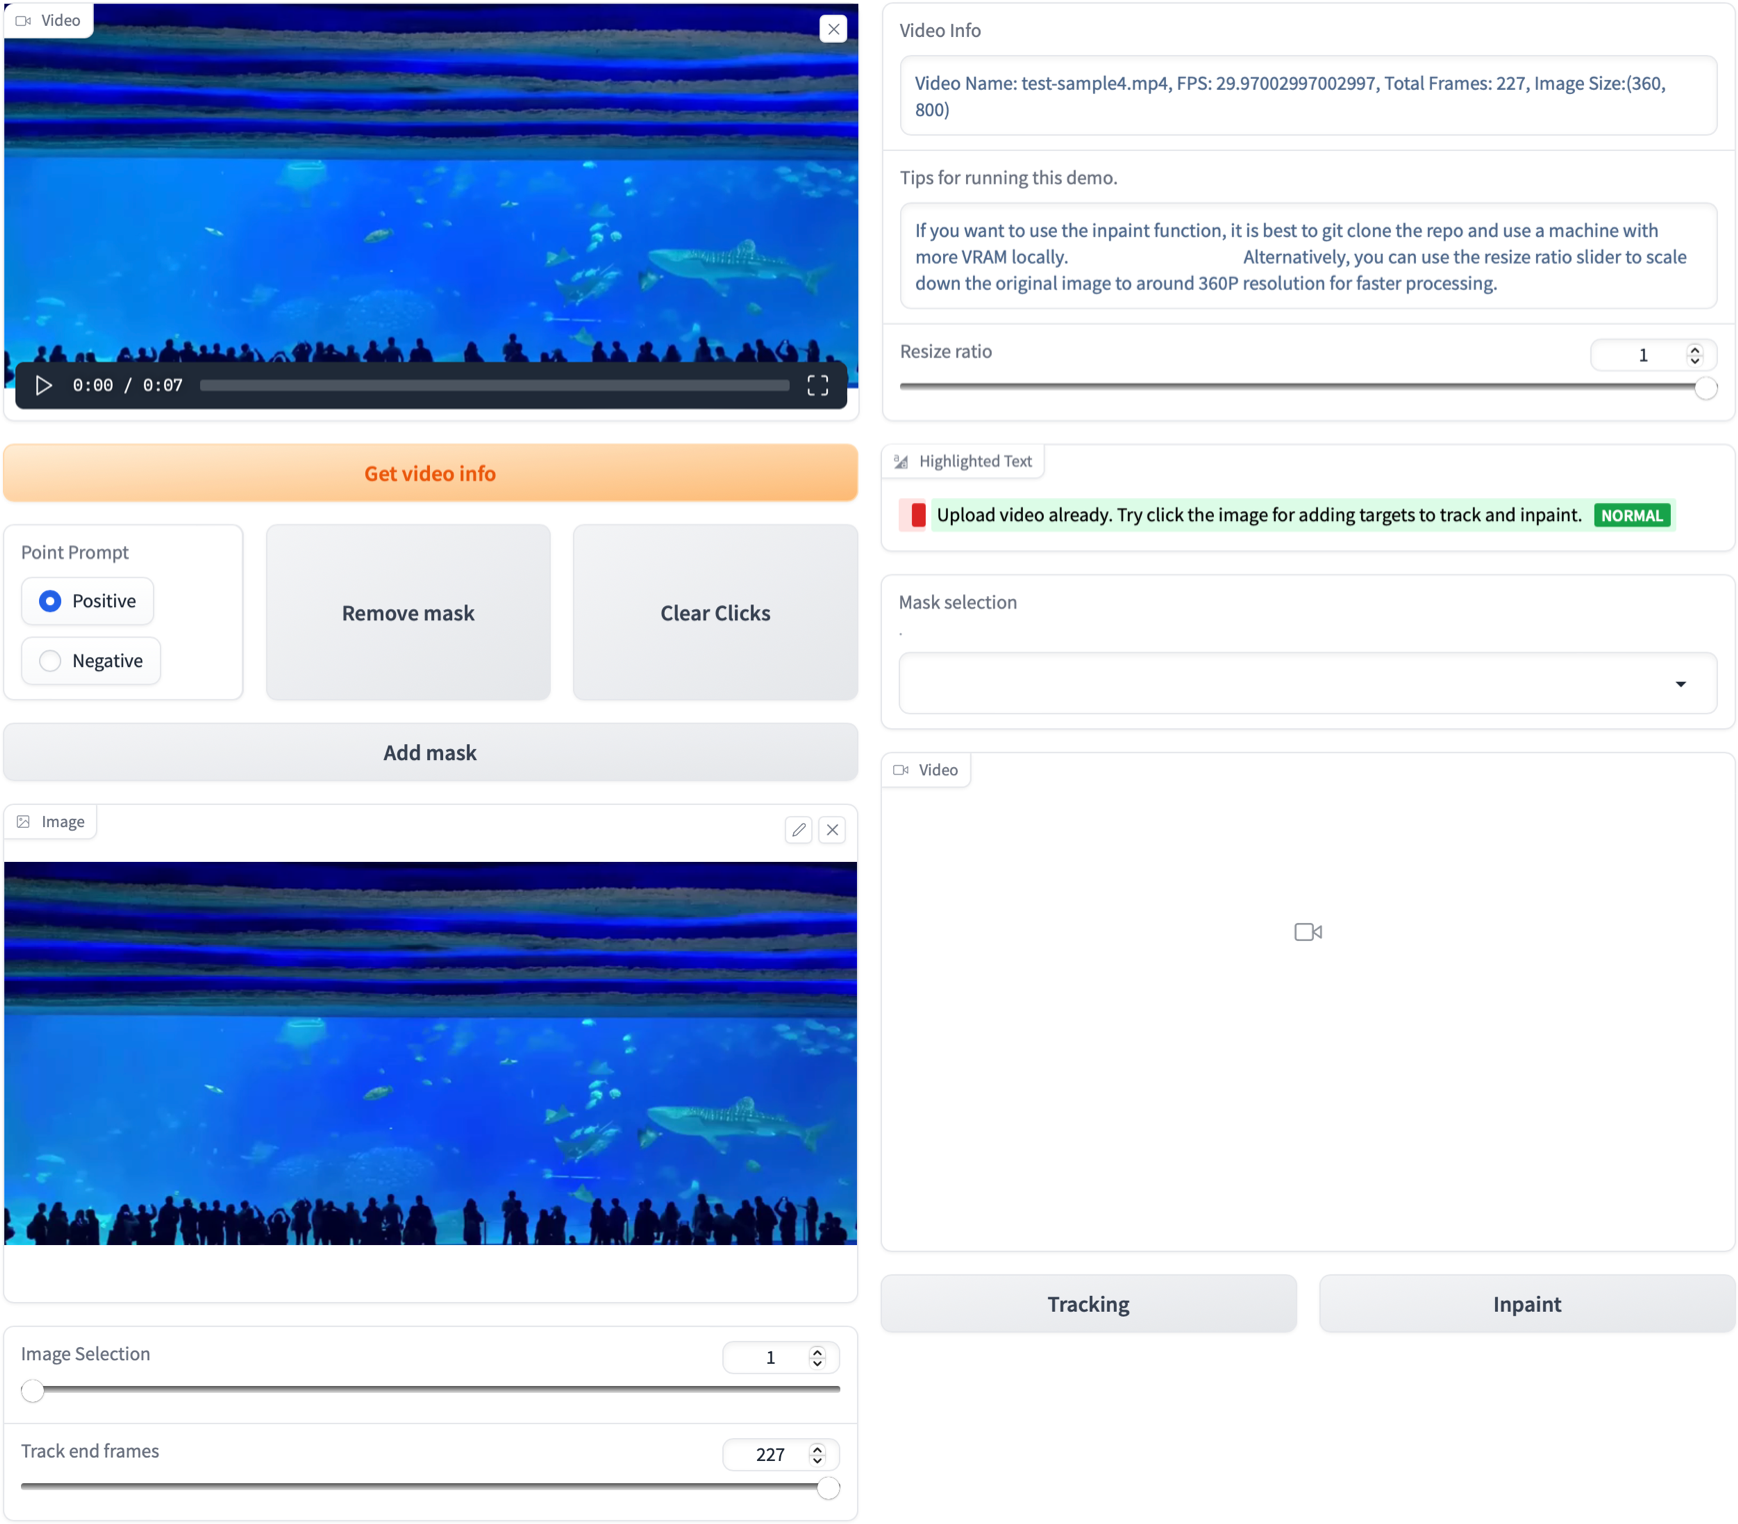 Video
0:00 / 0:07
Get video info
Point Prompt
Positive
Negative
Remove mask
Clear Clicks
Add mask
Image
Image Selection
1
Track end frames
227
Video Info
Video Name: test-sample4.mp4, FPS: 29.97002997002997, Total Frames: 227, Image Size:(360,
800)
Tips for running this demo.
If you want to use the inpaint function, it is best to git clone the repo and use a machine with
more VRAM locally. Alternatively, you can use the resize ratio slider to scale
down the original image to around 360P resolution for faster processing.
Resize ratio
1
Highlighted Text
Upload video already. Try click the image for adding targets to track and inpaint. NORMAL
Mask selection
.
Video
Tracking
Inpaint